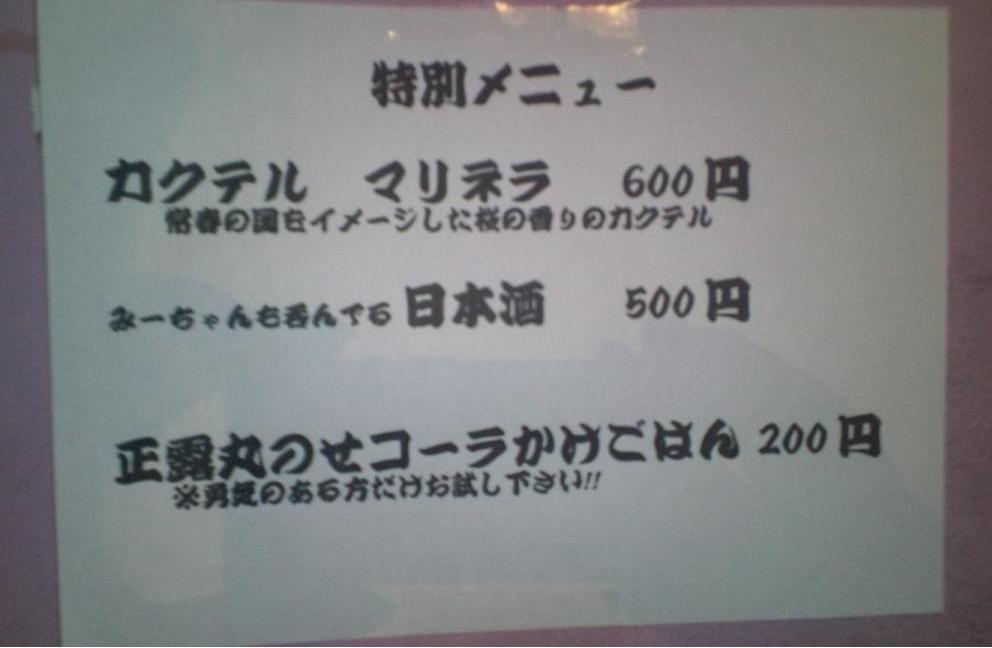 特別メニュー
カクテル マリネラ 600円
常春の国をイメージした桜の香りのカクテル
みーちゃんも呑んでる 日本酒 500円
正露丸のせコーラかけごはん 200円
※勇気のある方だけお試し下さい!!